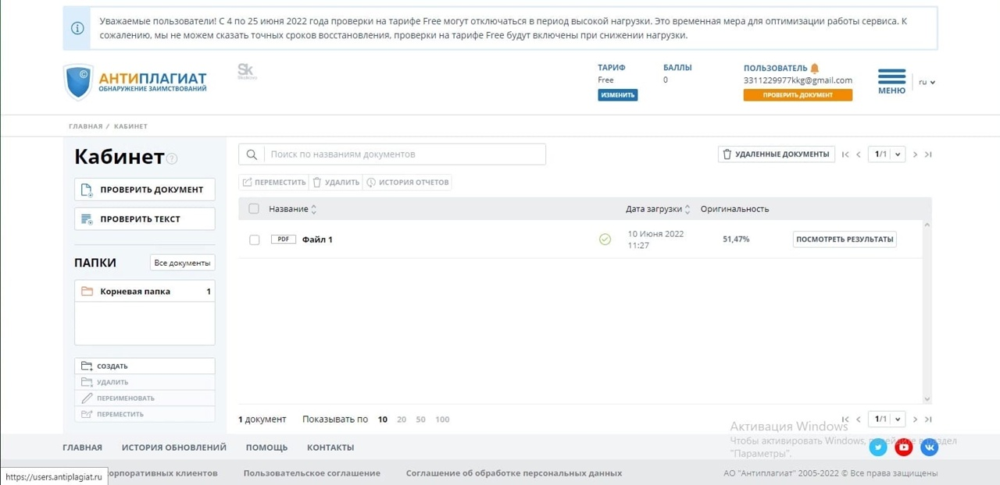 Уважаемые пользователи! С 4 по 25 июня 2022 года проверки на тарифе Free могут отключаться в период высокой нагрузки. Это временная мера для оптимизации работы сервиса. К
сожалению, мы не можем сказать точных сроков восстановления, проверки на тарифе Free будут включены при снижении нагрузки.
АНТИПЛАГИАТ
ОБНАРУЖЕНИЕ ЗАИМСТВОВАНИЙ
Sk
ТАРИФ
Free
ИЗМЕНИТЬ
БАЛЛЫ
0
ПОЛЬЗОВАТЕЛЬ
3311229977kkg@gmail.com
ПРОВЕРИТЬ ДОКУМЕНТ
МЕНЮ
ru
ГЛАВНАЯ / КАБИНЕТ
Кабинет ?
ПРОВЕРИТЬ ДОКУМЕНТ
ПРОВЕРИТЬ ТЕКСТ
ПАПКИ
Все документы
Корневая папка 1
СОЗДАТЬ
УДАЛИТЬ
ПЕРЕИМЕНОВАТЬ
ПЕРЕМЕСТИТЬ
Поиск по названиям документов
УДАЛЕННЫЕ ДОКУМЕНТЫ
1/1
ПЕРЕМЕСТИТЬ УДАЛИТЬ ИСТОРИЯ ОТЧЕТОВ
Название Дата загрузки Оригинальность
PDF Файл 1
10 Июня 2022
11:27
51,47%
ПОСМОТРЕТЬ РЕЗУЛЬТАТЫ
1 документ Показывать по 10 20 50 100
1/1
Активация Windows
Чтобы активировать Windows, перейдите в раздел
"Параметры".
ГЛАВНАЯ ИСТОРИЯ ОБНОВЛЕНИЙ ПОМОЩЬ КОНТАКТЫ
https://users.antiplagiat.ru
орпоративных клиентов Пользовательское соглашение Соглашение об обработке персональных данных
АО "Антиплагиат" 2005-2022 © Все права защищены